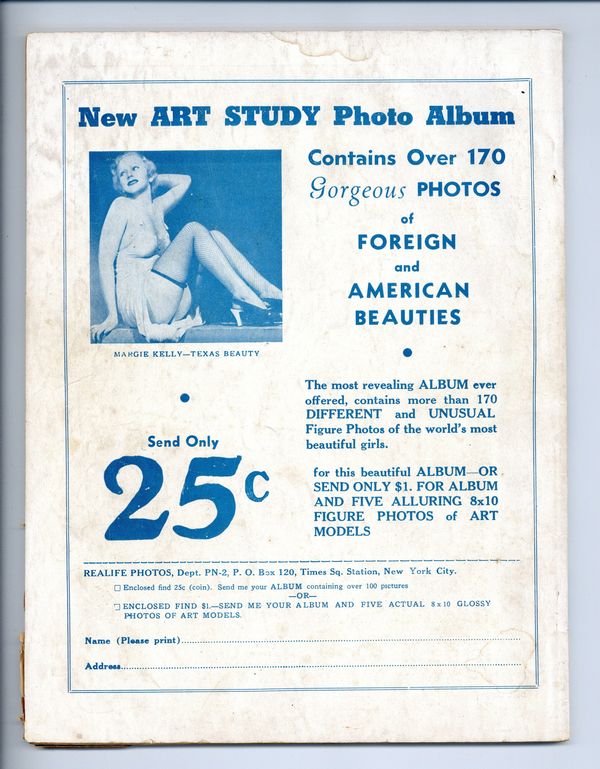 New ART STUDY Photo Album
Contains Over 170
Gorgeous PHOTOS
of
FOREIGN
and
AMERICAN
BEAUTIES
MARGIE KELLY—TEXAS BEAUTY
The most revealing ALBUM ever
offered, contains more than 170
DIFFERENT and UNUSUAL
Figure Photos of the world's most
beautiful girls.
Send Only
25c
for this beautiful ALBUM—OR
SEND ONLY $1. FOR ALBUM
AND FIVE ALLURING 8x10
FIGURE PHOTOS of ART
MODELS
REALIFE PHOTOS, Dept. PN-2, P. O. Box 120, Times Sq. Station, New York City.
Enclosed find 25c (coin). Send me your ALBUM containing over 100 pictures
—OR—
ENCLOSED FIND $1.—SEND ME YOUR ALBUM AND FIVE ACTUAL 8x10 GLOSSY
PHOTOS OF ART MODELS.
Name (Please print)
Address